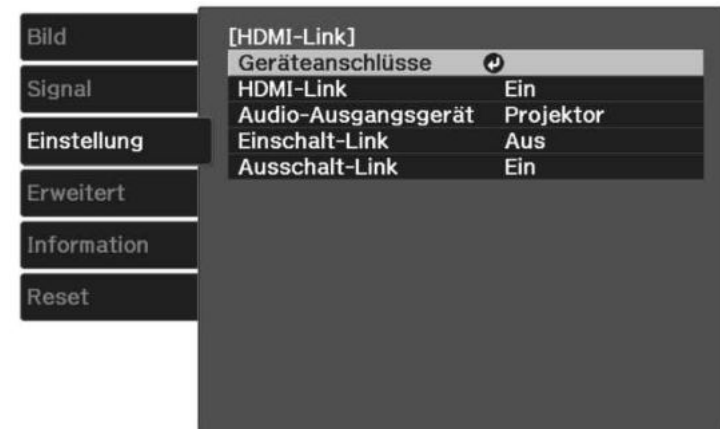 Bild
Signal
Einstellung
Erweitert
Information
Reset
[HDMI-Link]
Geräteanschlüsse
HDMI-Link Ein
Audio-Ausgangsgerät Projektor
Einschalt-Link Aus
Ausschalt-Link Ein